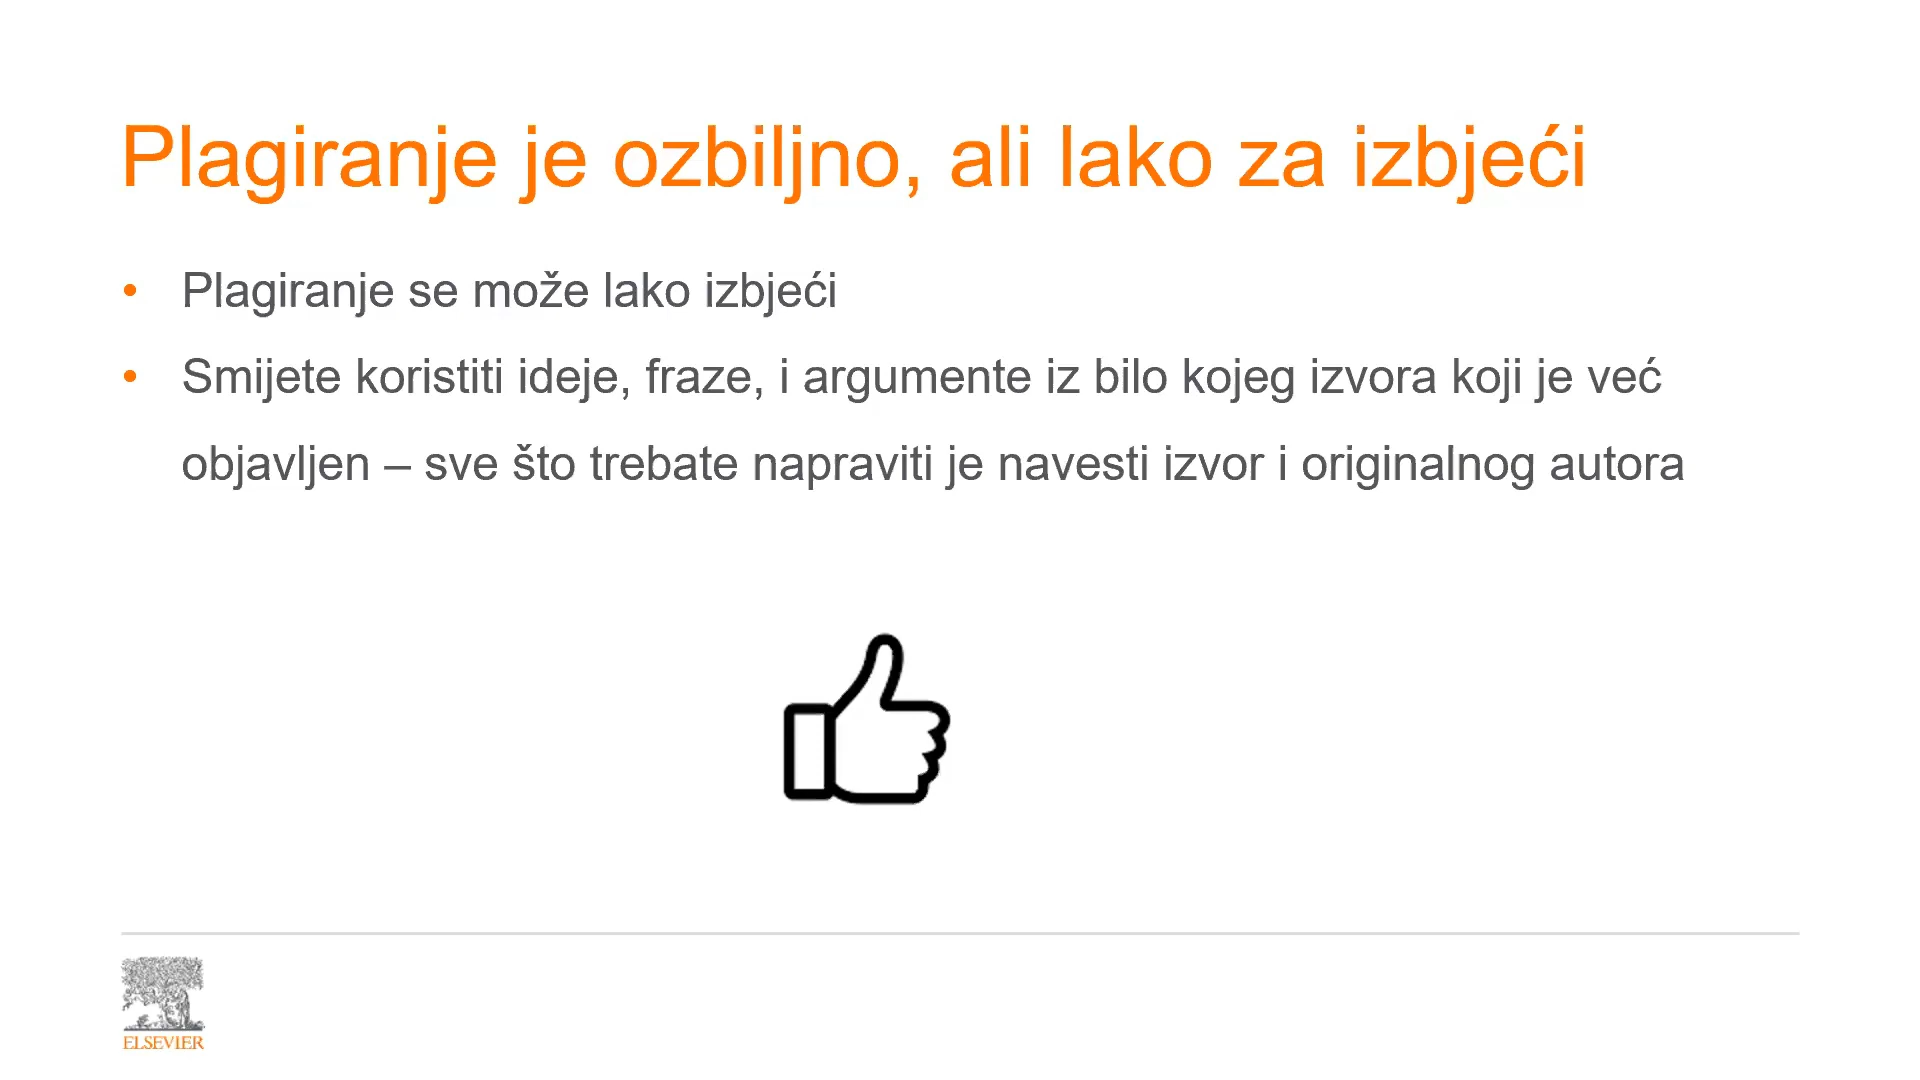 Plagiranje je ozbiljno, ali lako za izbjeći
• Plagiranje se može lako izbjeći
• Smijete koristiti ideje, fraze, i argumente iz bilo kojeg izvora koji je već
objavljen – sve što trebate napraviti je navesti izvor i originalnog autora
ELSEVIER